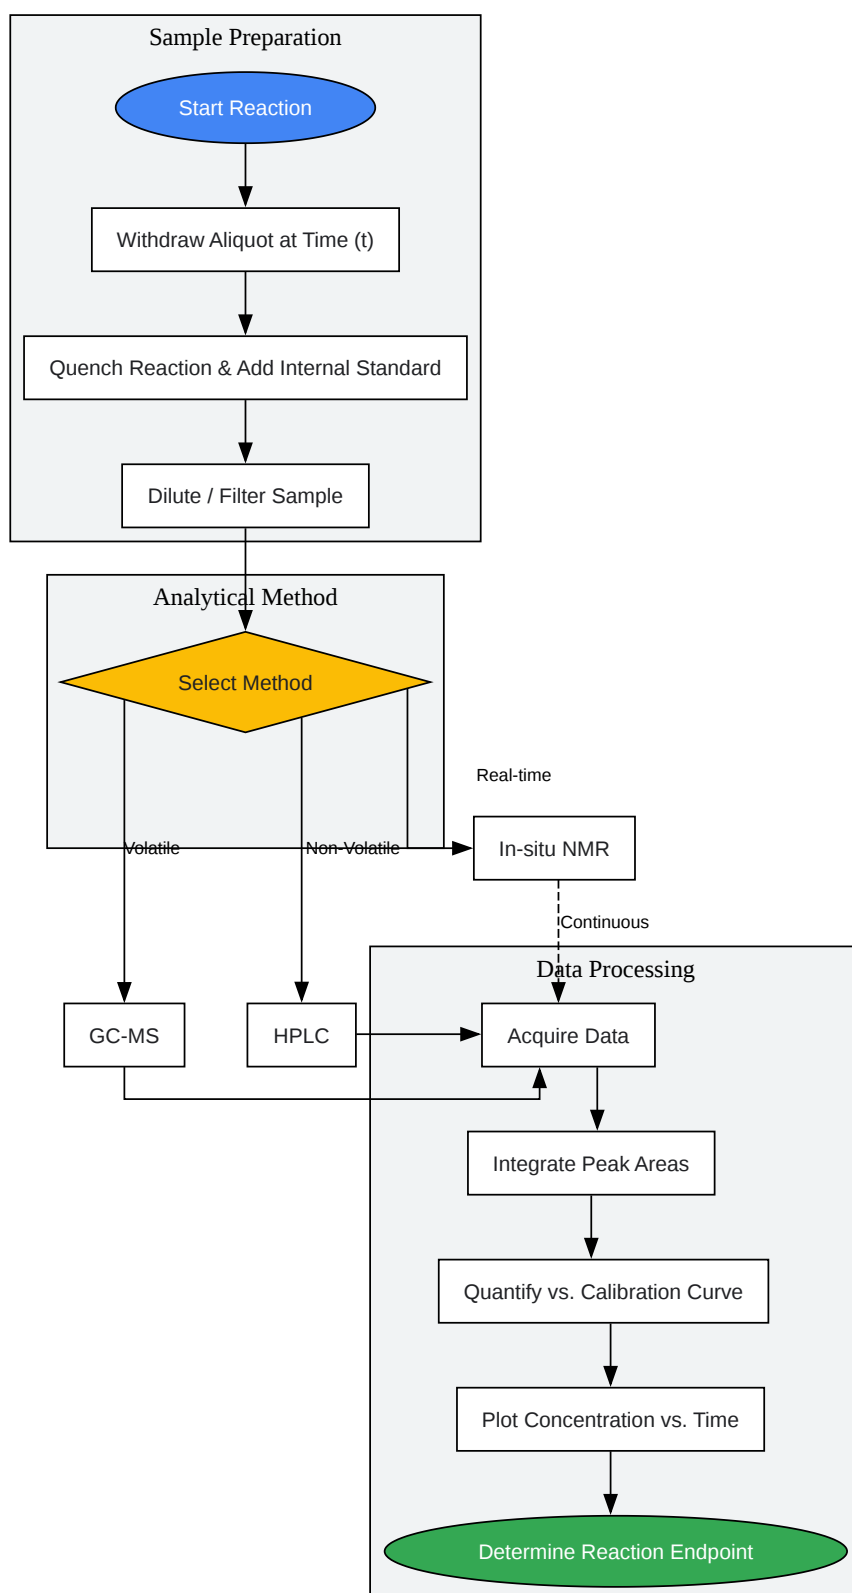 Sample Preparation
Start Reaction
Withdraw Aliquot at Time (t)
Quench Reaction & Add Internal Standard
Dilute / Filter Sample
Analytical Method
Select Method
Real-time
Volatile
Non-Volatile
In-situ NMR
Continuous
Data Processing
GC-MS
HPLC
Acquire Data
Integrate Peak Areas
Quantify vs. Calibration Curve
Plot Concentration vs. Time
Determine Reaction Endpoint